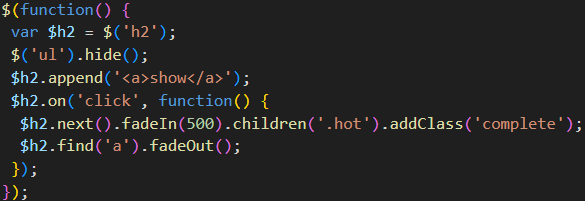 $(function() {
 var $h2 = $('h2');
 $('ul').hide();
 $h2.append('<a>show</a>');
 $h2.on('click', function() {
  $h2.next().fadeIn(500).children('.hot').addClass('complete');
  $h2.find('a').fadeOut();
 });
});